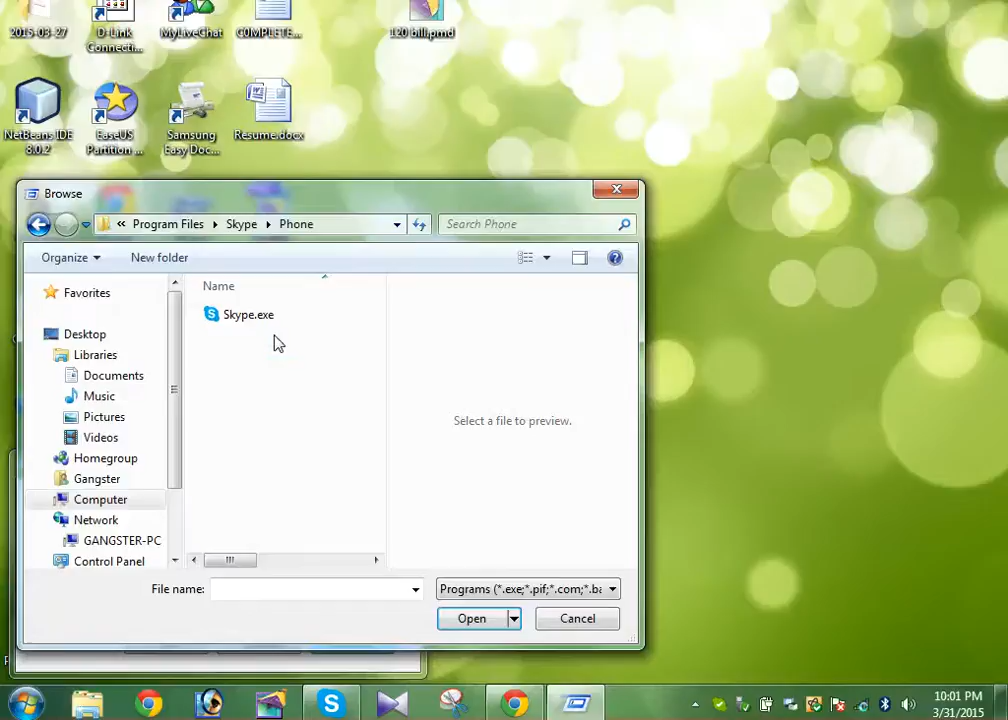 2015-03-27
D-Link
Connecti...
MyLiveChat
COMPLETE...
120 bill.pmd
NetBeans IDE
8.0.2
EaseUS
Partition ...
Samsung
Easy Doc...
Resume.docx
Browse
« Program Files Skype Phone
Search Phone
Organize
New folder
Name
Skype.exe
Favorites
Desktop
Libraries
Documents
Music
Pictures
Videos
Homegroup
Gangster
Computer
Network
GANGSTER-PC
Control Panel
Select a file to preview.
File name:
Programs (*.exe;*.pif;*.com;*.ba
Open
Cancel
10:01 PM
3/31/2015